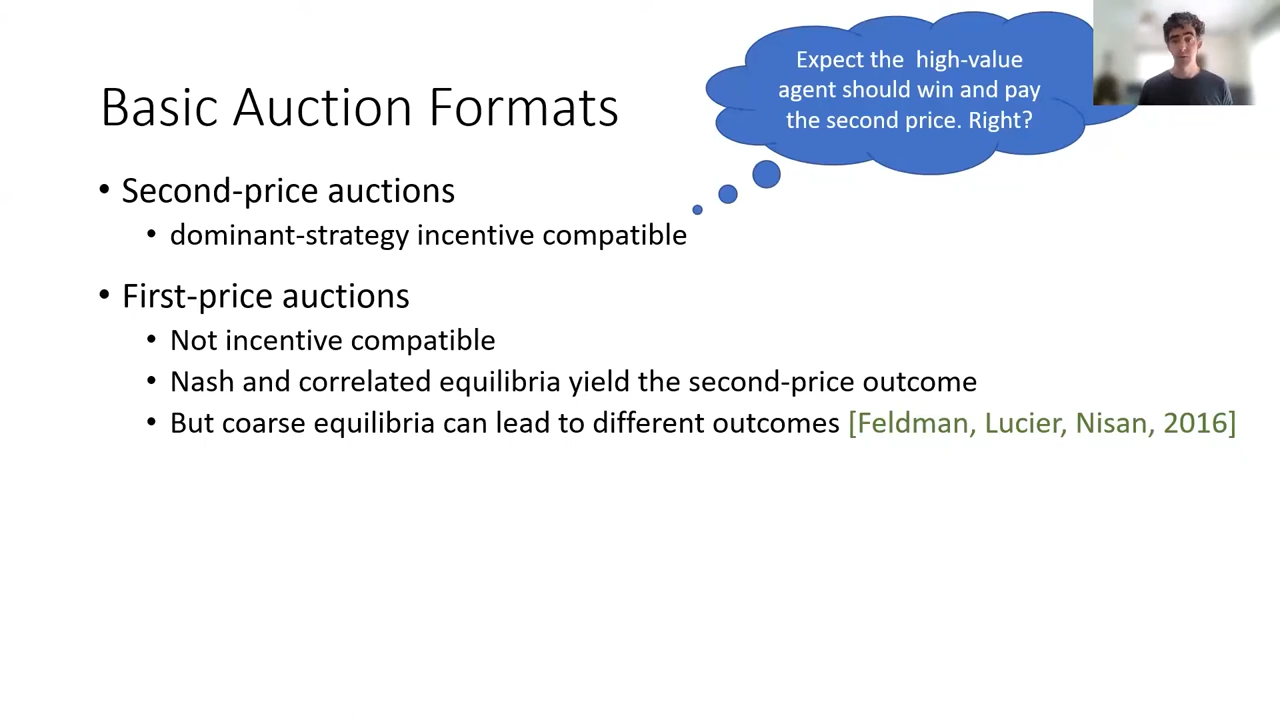 Expect the high-value
agent should win and pay
the second price. Right?
Basic Auction Formats
• Second-price auctions
• dominant-strategy incentive compatible
• First-price auctions
• Not incentive compatible
• Nash and correlated equilibria yield the second-price outcome
• But coarse equilibria can lead to different outcomes [Feldman, Lucier, Nisan, 2016]